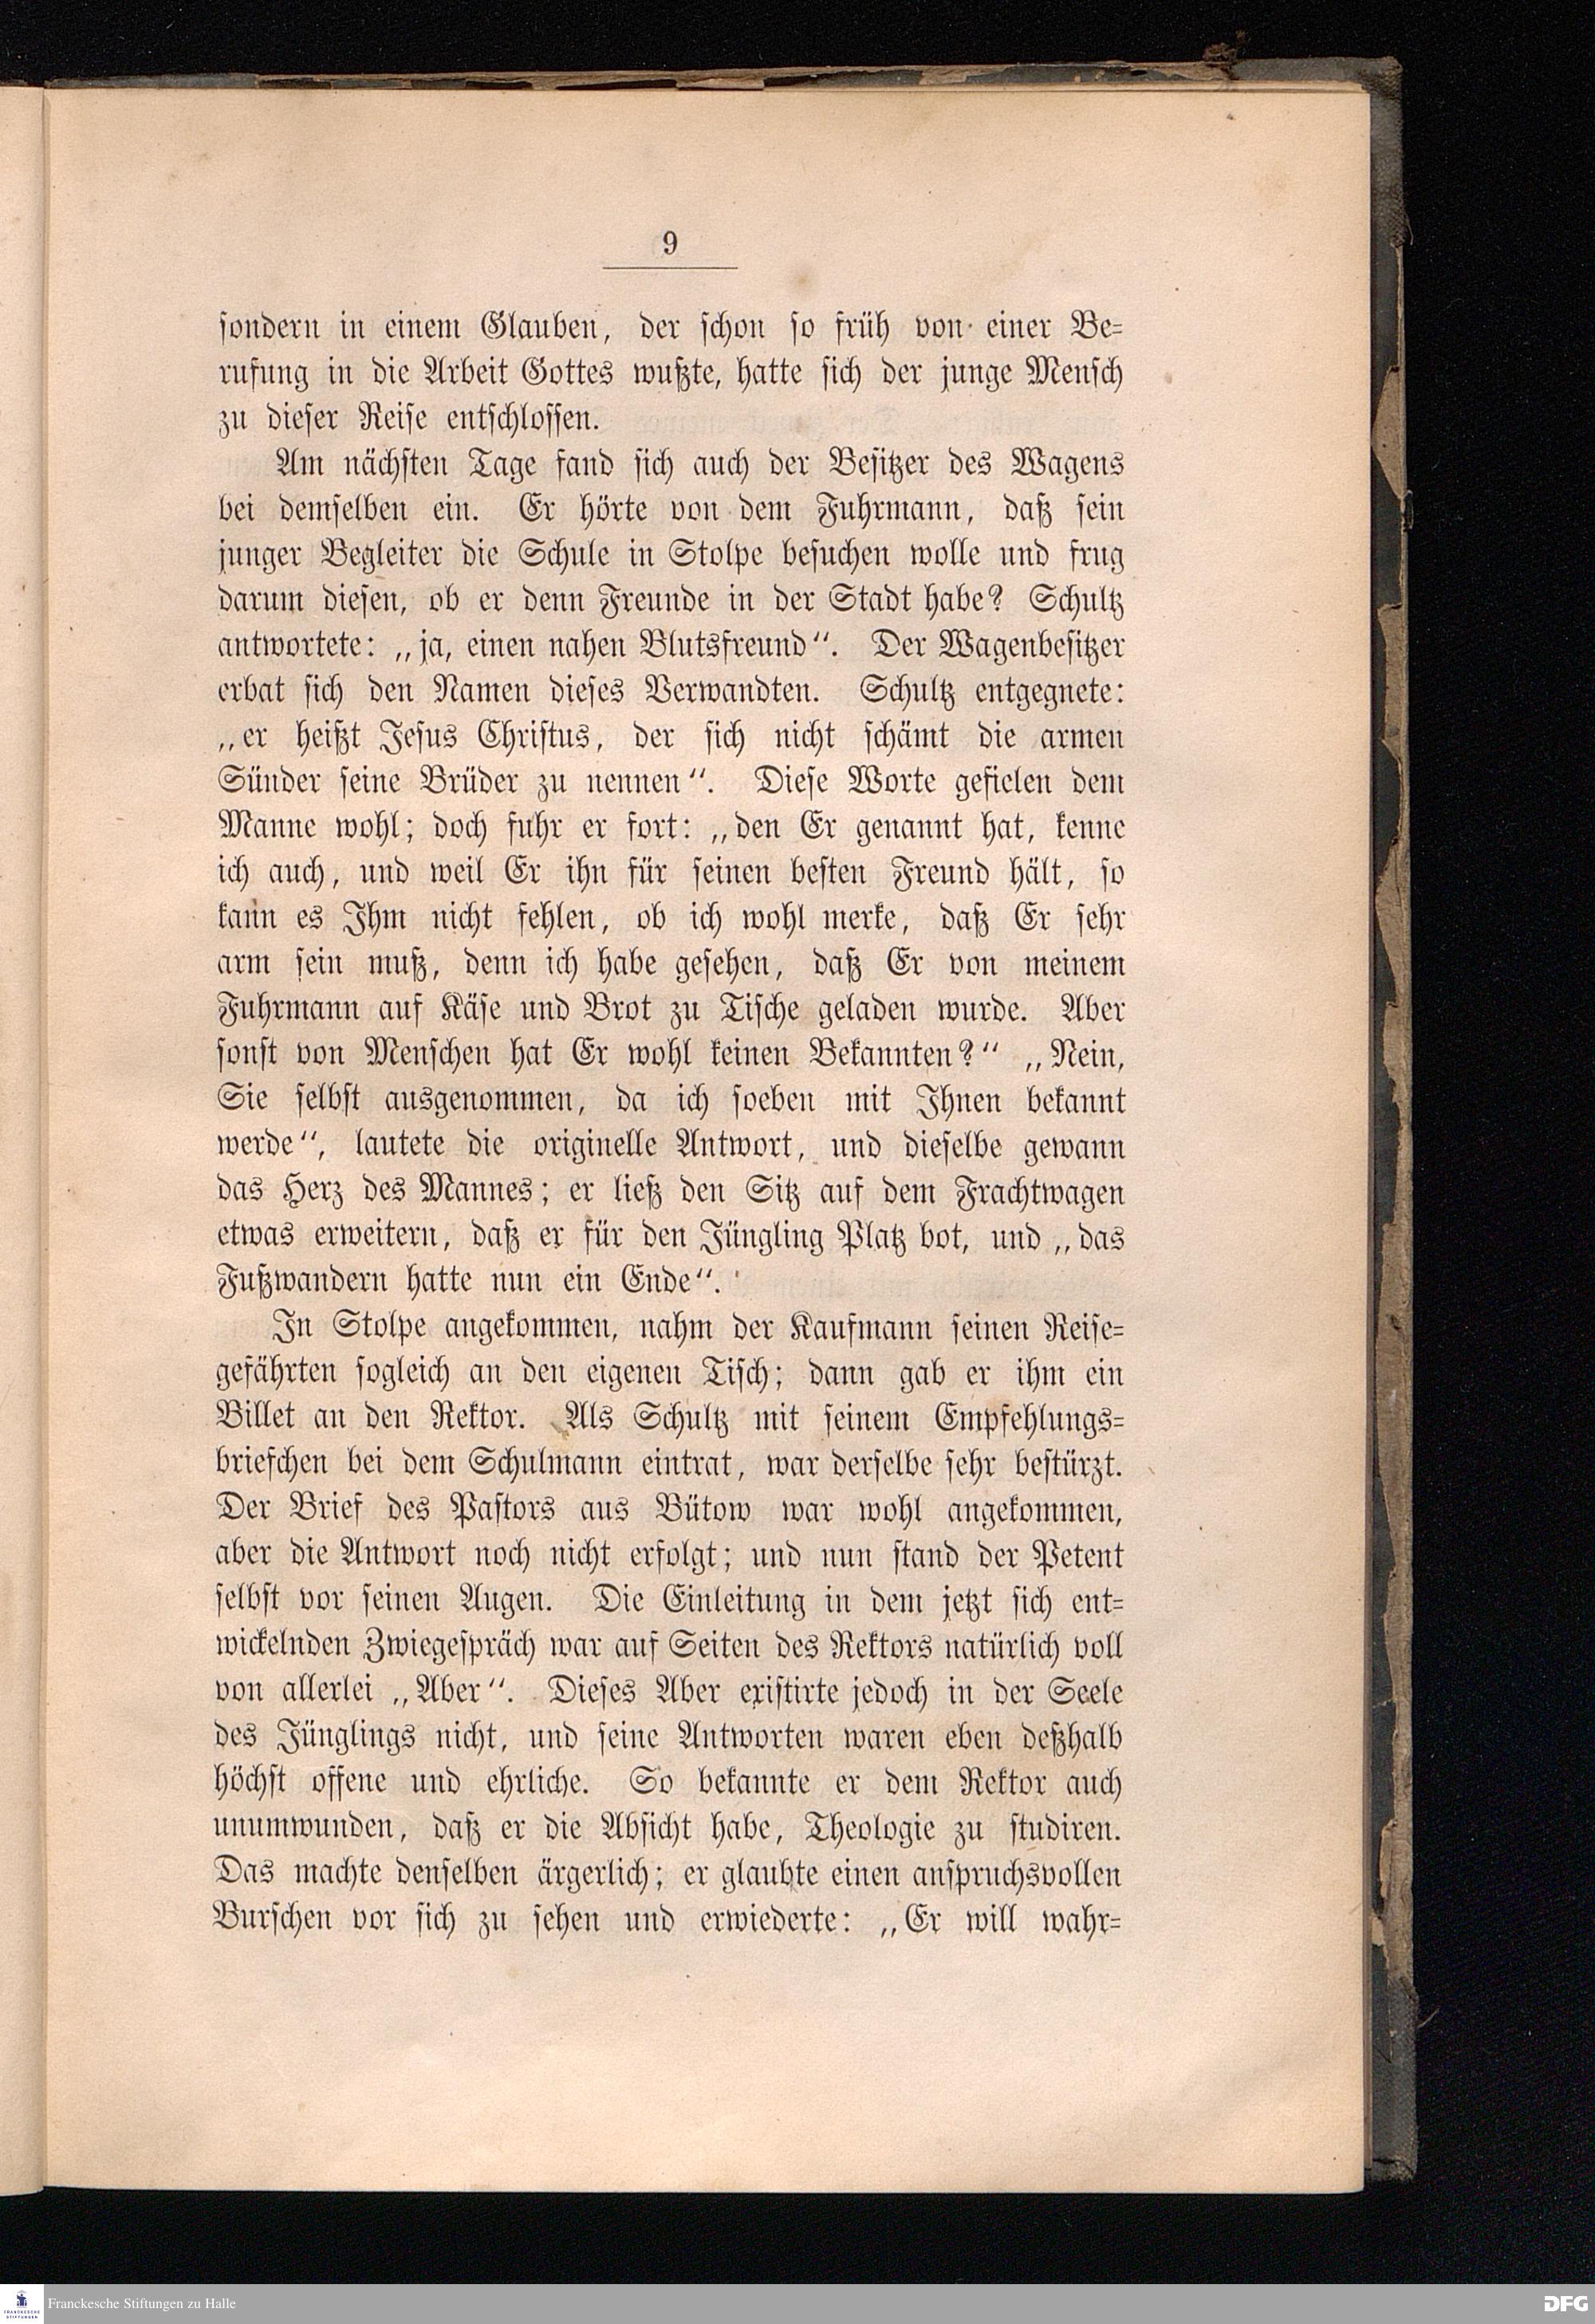 9
sondern in einem Glauben, der schon so früh von einer Be-
rufung in die Arbeit Gottes wußte, hatte sich der junge Mensch
zu dieser Reise entschlossen.
Am nächsten Tage fand sich auch der Besitzer des Wagens
bei demselben ein. Er hörte von dem Fuhrmann, daß sein
junger Begleiter die Schule in Stolpe besuchen wolle und frug
darum diesen, ob er denn Freunde in der Stadt habe? Schultz
antwortete: „ja, einen nahen Blutsfreund“. Der Wagenbesitzer
erbat sich den Namen dieses Verwandten. Schultz entgegnete:
„er heißt Jesus Christus, der sich nicht schämt die armen
Sünder seine Brüder zu nennen“. Diese Worte gefielen dem
Manne wohl; doch fuhr er fort: „den Er genannt hat, kenne
ich auch, und weil Er ihn für seinen besten Freund hält, so
kann es Ihm nicht fehlen, ob ich wohl merke, daß Er sehr
arm sein muß, denn ich habe gesehen, daß Er von meinem
Fuhrmann auf Käse und Brot zu Tische geladen wurde. Aber
sonst von Menschen hat Er wohl keinen Bekannten?“ „Nein,
Sie selbst ausgenommen, da ich soeben mit Ihnen bekannt
werde“, lautete die originelle Antwort, und dieselbe gewann
das Herz des Mannes; er ließ den Sitz auf dem Frachtwagen
etwas erweitern, daß er für den Jüngling Platz bot, und „das
Fußwandern hatte nun ein Ende“.
In Stolpe angekommen, nahm der Kaufmann seinen Reise-
gefährten sogleich an den eigenen Tisch; dann gab er ihm ein
Billet an den Rektor. Als Schultz mit seinem Empfehlungs-
briefchen bei dem Schulmann eintrat, war derselbe sehr bestürzt.
Der Brief des Pastors aus Bütow war wohl angekommen,
aber die Antwort noch nicht erfolgt; und nun stand der Petent
selbst vor seinen Augen. Die Einleitung in dem jetzt sich ent-
wickelnden Zwiegespräch war auf Seiten des Rektors natürlich voll
von allerlei „Aber“. Dieses Aber existirte jedoch in der Seele
des Jünglings nicht, und seine Antworten waren eben deßhalb
höchst offene und ehrliche. So bekannte er dem Rektor auch
unumwunden, daß er die Absicht habe, Theologie zu studiren.
Das machte denselben ärgerlich; er glaubte einen anspruchsvollen
Burschen vor sich zu sehen und erwiederte: „Er will wahr-
FRANCKESCHE STIFTUNGEN
Franckesche Stiftungen zu Halle
DFG